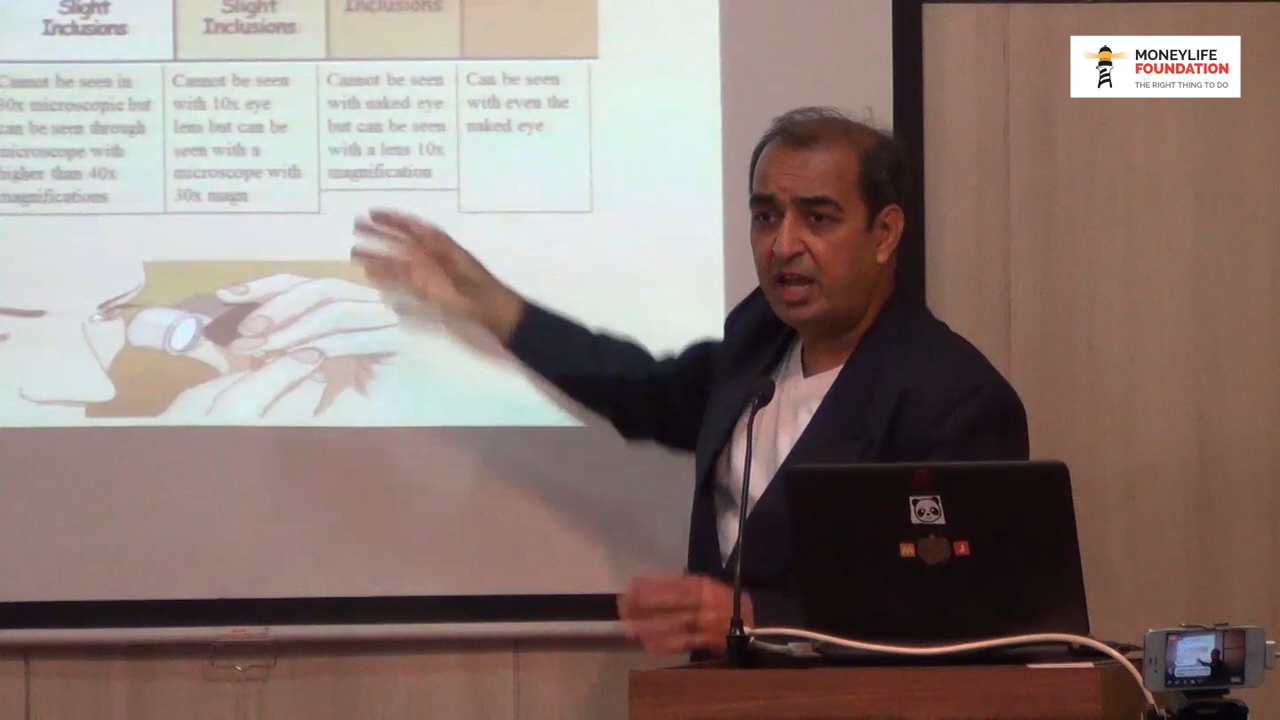 Slight
Inclusions
Slight
Inclusions
Inclusions
Cannot be seen in
30x microscopic but
can be seen through
microscope with
higher than 40x
magnifications
Cannot be seen
with 10x eye
lens but can be
seen with a
microscope with
30x magn
Cannot be seen
with naked eye
but can be seen
with a lens 10x
magnification
Can be seen
with even the
naked eye
MONEYLIFE
FOUNDATION
THE RIGHT THING TO DO
M
J